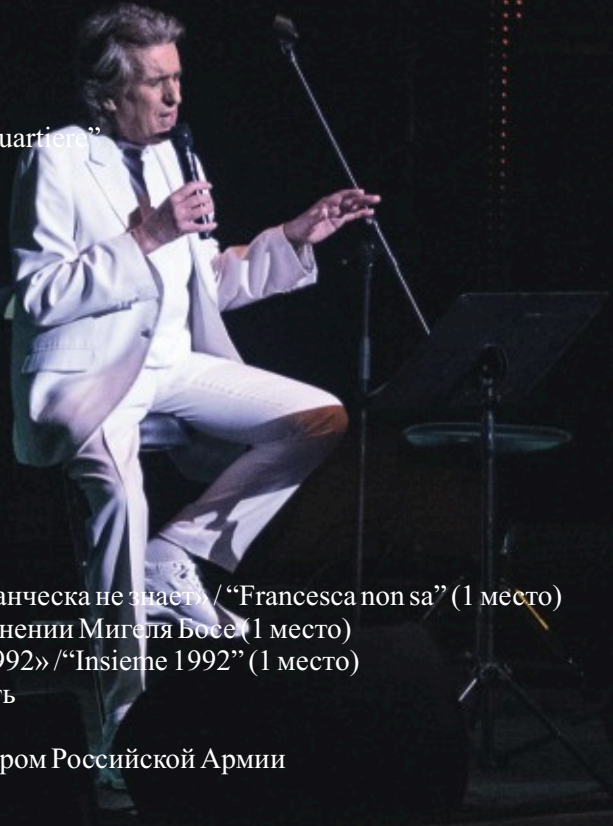 uartiere”
анческа не знает» / “Francesca non sa” (1 место)
нении Мигеля Босе (1 место)
992» /“Insieme 1992” (1 место)
ть
ром Российской Армии